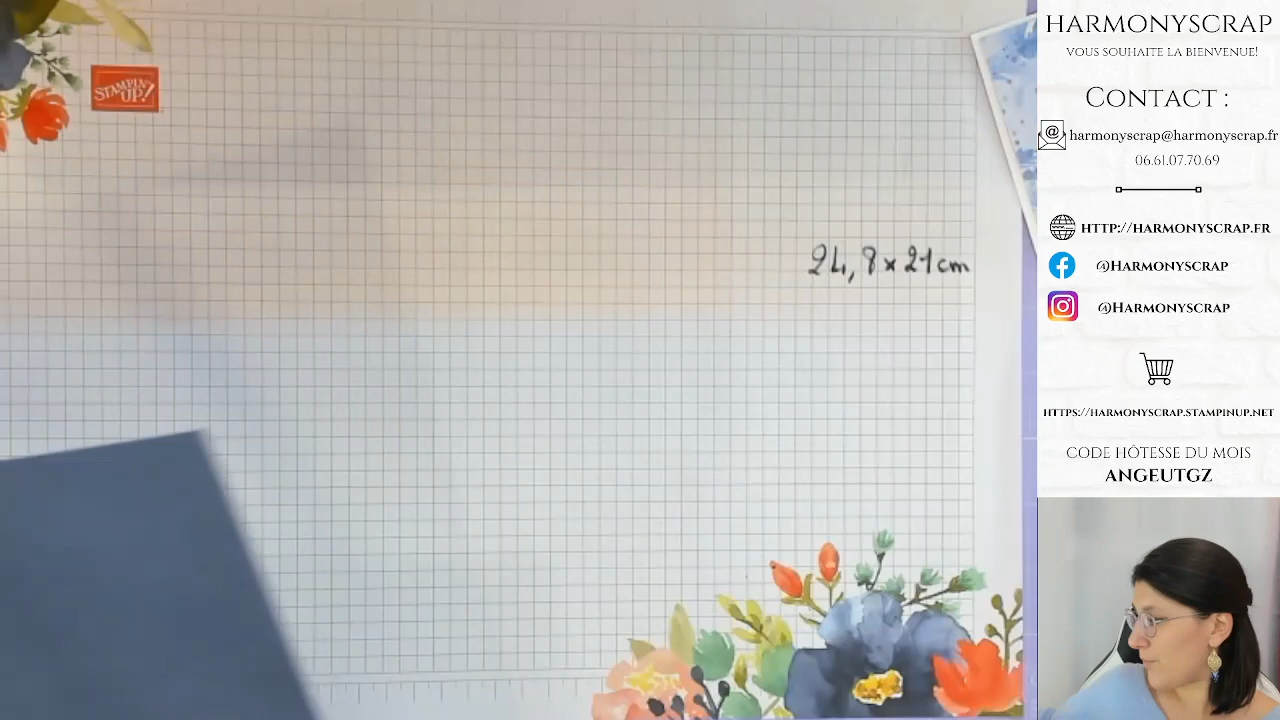 STAMPIN' UP!
24,8 x 21 cm
HARMONYSCRAP
VOUS SOUHAITE LA BIENVENUE!
CONTACT :
harmonyscrap@harmonyscrap.fr
06.61.07.70.69
HTTP://HARMONYSCRAP.FR
@HARMONYSCRAP
@HARMONYSCRAP
HTTPS://HARMONYSCRAP.STAMPINUP.NET
CODE HÔTESSE DU MOIS
ANGEUTGZ